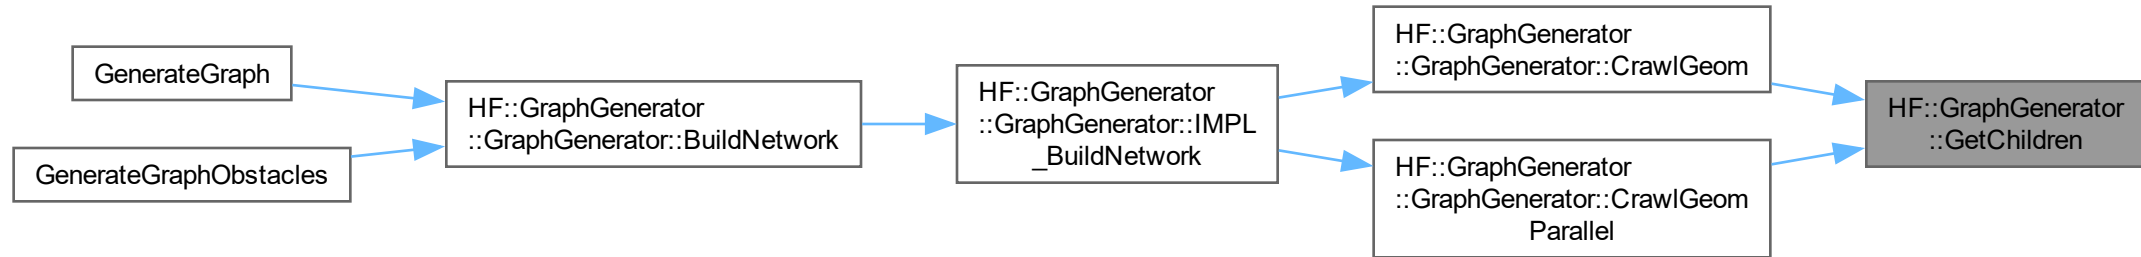 GenerateGraph
GenerateGraphObstacles
HF::GraphGenerator
::GraphGenerator::BuildNetwork
HF::GraphGenerator
::GraphGenerator::IMPL
_BuildNetwork
HF::GraphGenerator
::GraphGenerator::CrawlGeom
HF::GraphGenerator
::GraphGenerator::CrawlGeom
Parallel
HF::GraphGenerator
::GetChildren